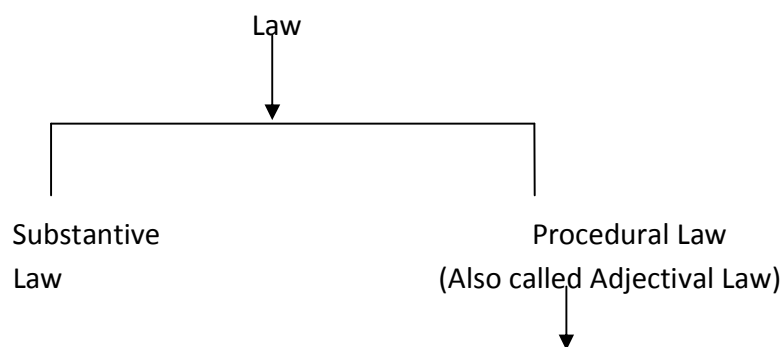 Law
Substantive
Law
Procedural Law
(Also called Adjectival Law)